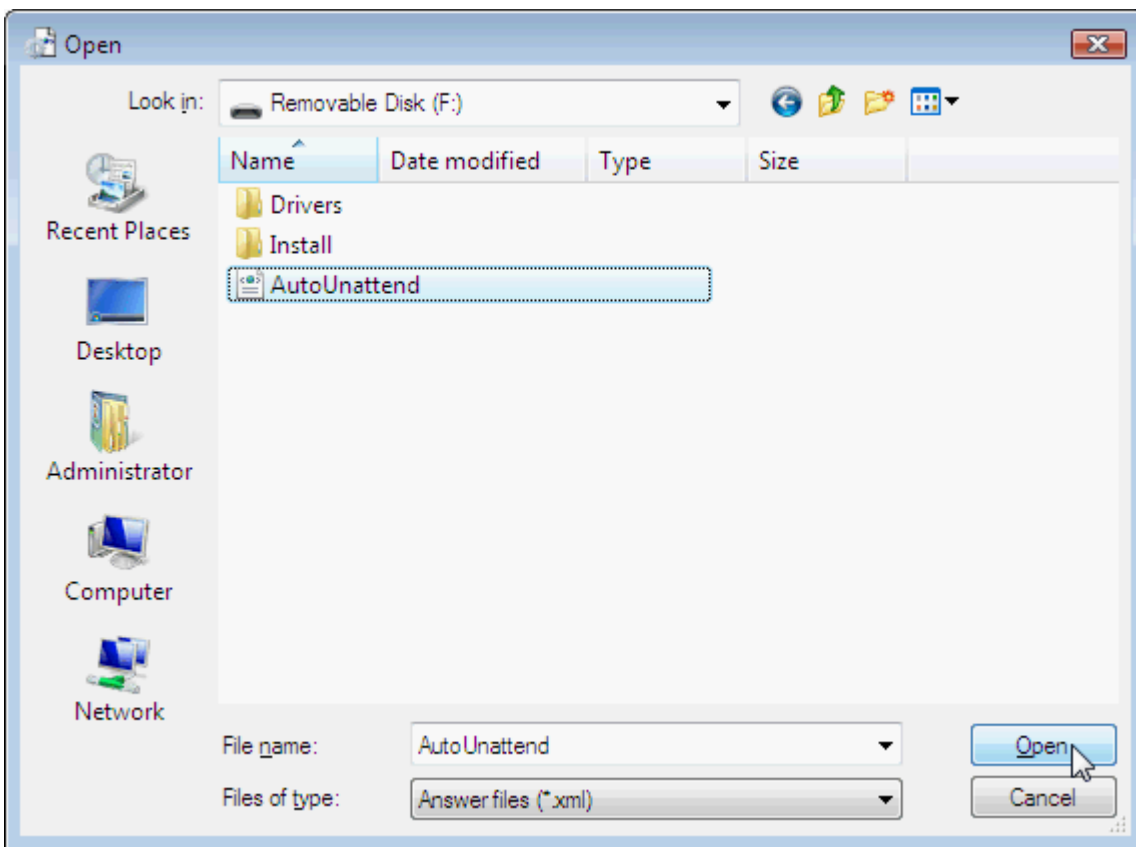 Open
Look in: Removable Disk (F:)
Name Date modified Type Size
Drivers
Install
AutoUnattend
Recent Places
Desktop
Administrator
Computer
Network
File name: AutoUnattend Open
Files of type: Answer files (*.xml) Cancel